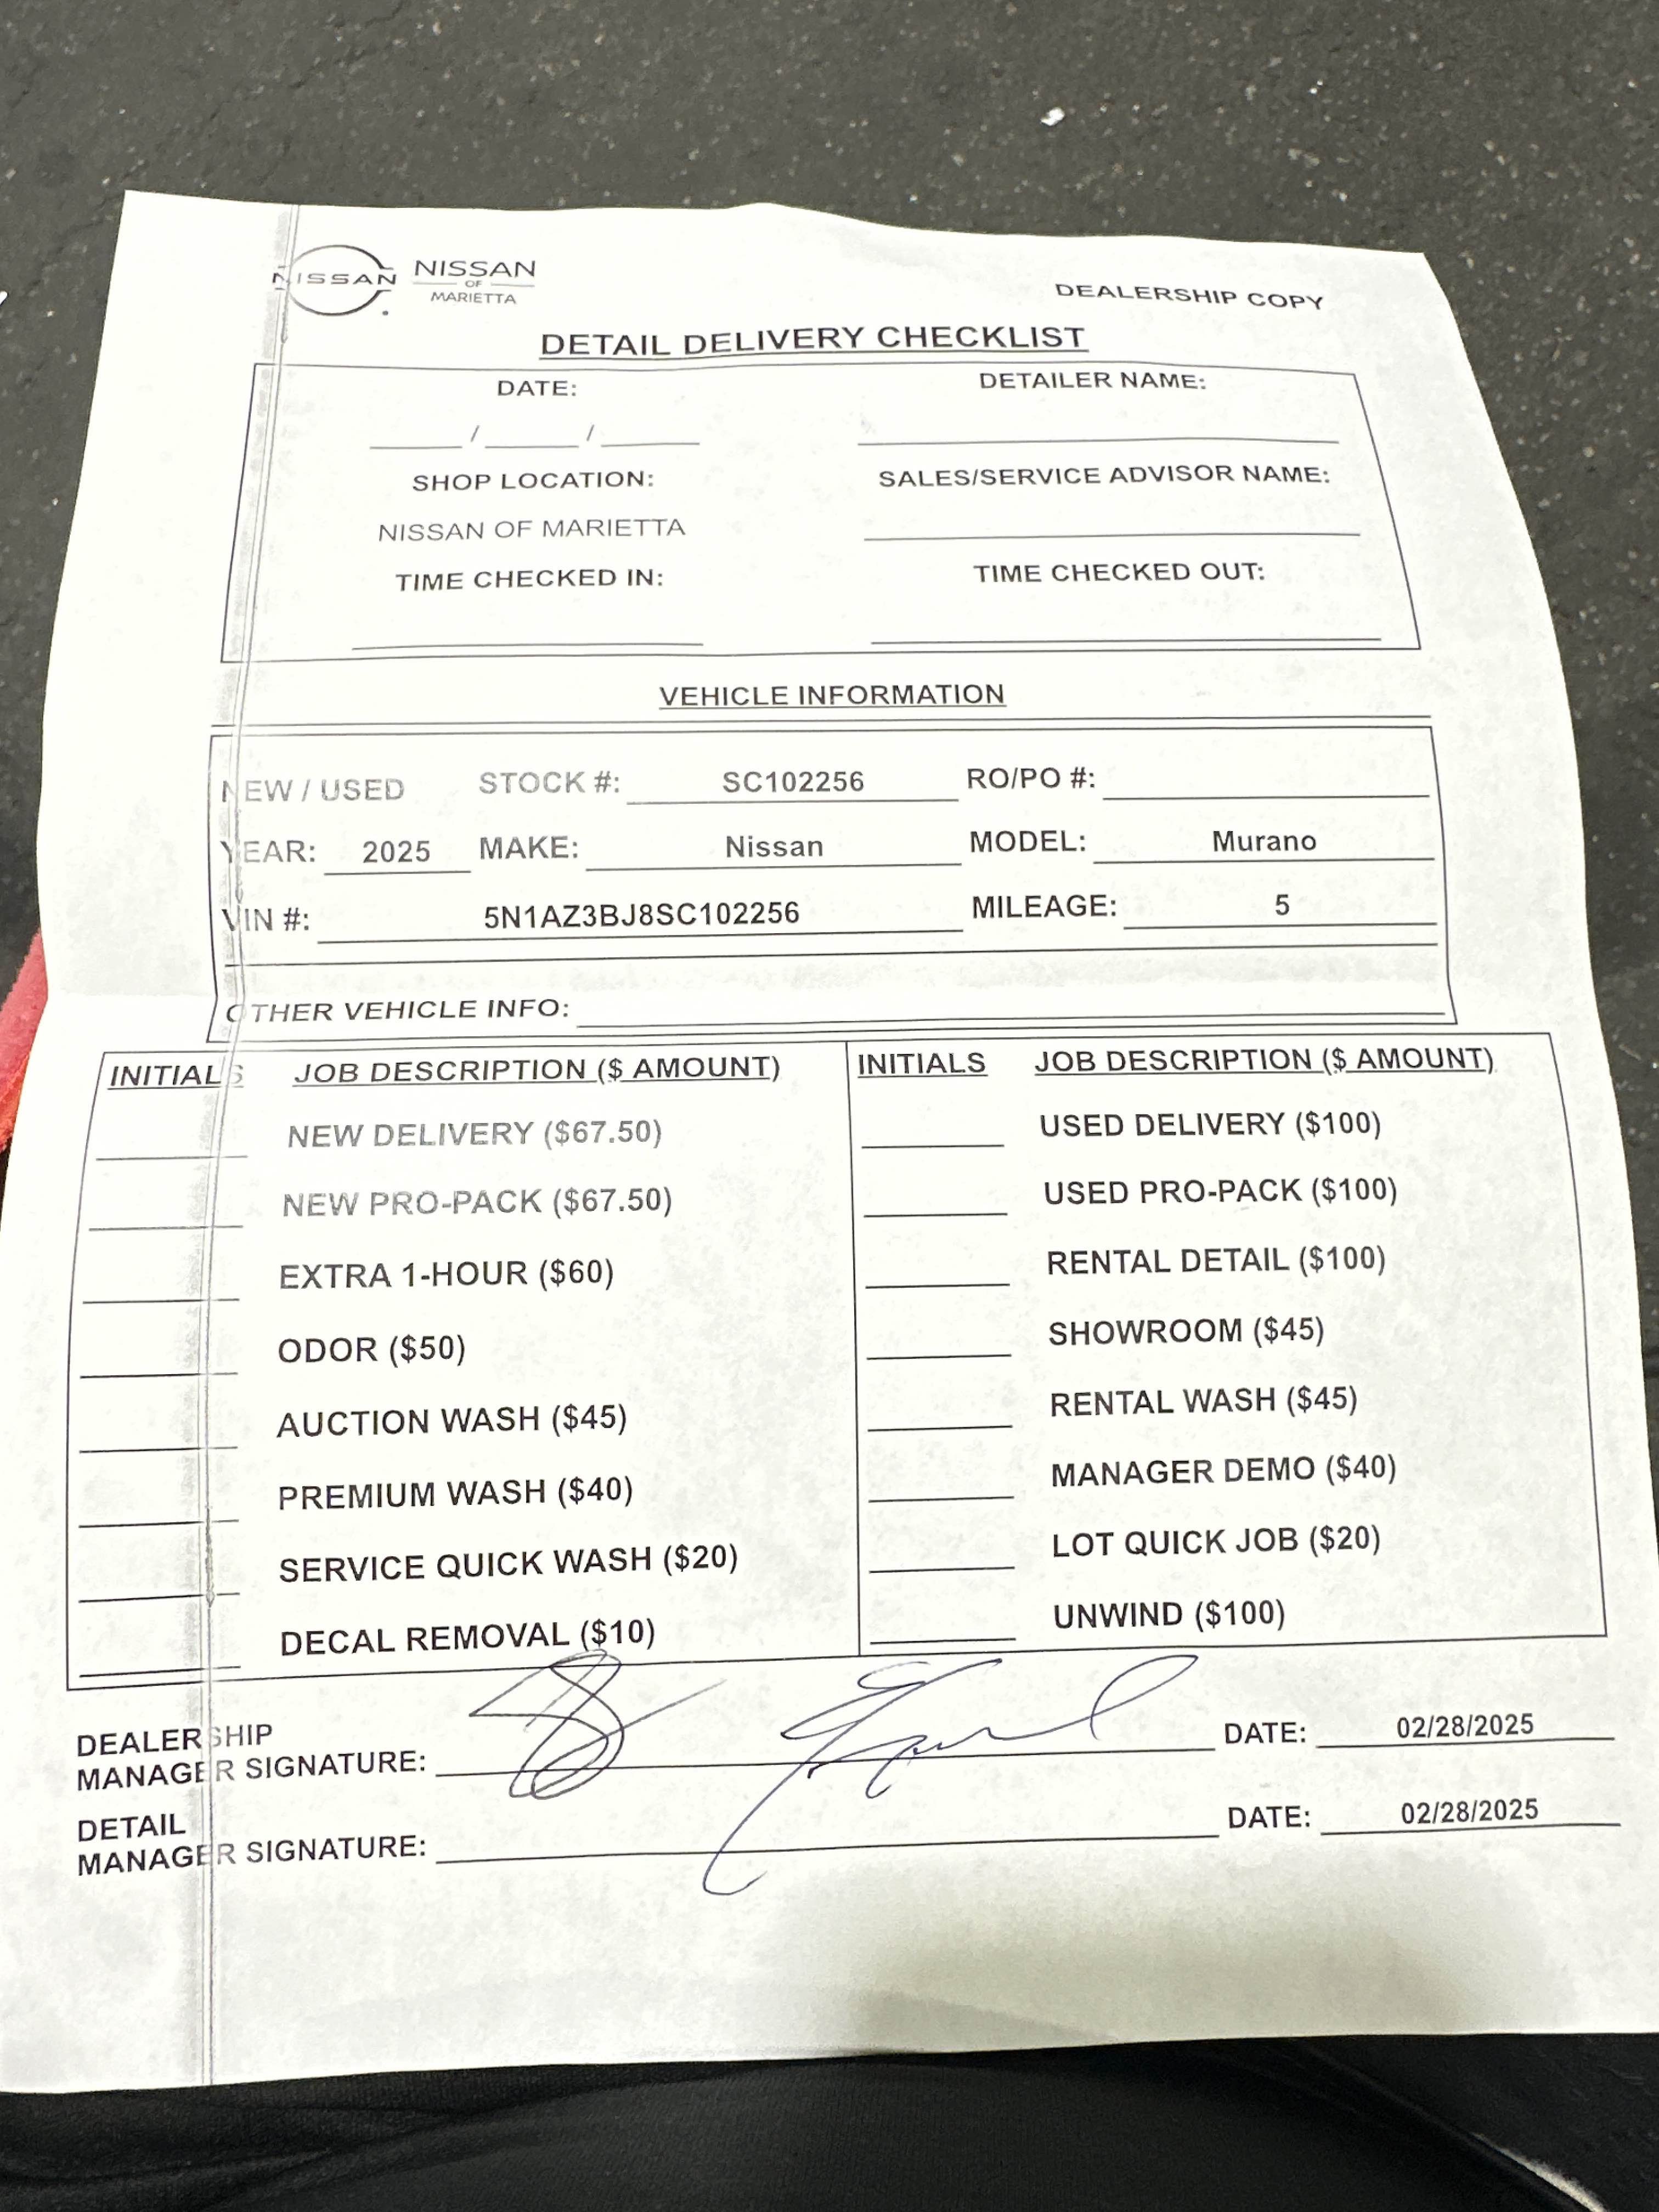 NISSAN
NISSAN
OF
MARIETTA
DEALERSHIP COPY
DETAIL DELIVERY CHECKLIST
DATE: DETAILER NAME:
____ / ____ / ____ ____
SHOP LOCATION: SALES/SERVICE ADVISOR NAME:
NISSAN OF MARIETTA ____
TIME CHECKED IN: TIME CHECKED OUT:
VEHICLE INFORMATION
NEW / USED STOCK #: SC102256 RO/PO #:
YEAR: 2025 MAKE: Nissan MODEL: Murano
VIN #: 5N1AZ3BJ8SC102256 MILEAGE: 5
OTHER VEHICLE INFO:
INITIALS JOB DESCRIPTION ($ AMOUNT) INITIALS JOB DESCRIPTION ($ AMOUNT)
NEW DELIVERY ($67.50) USED DELIVERY ($100)
NEW PRO-PACK ($67.50) USED PRO-PACK ($100)
EXTRA 1-HOUR ($60) RENTAL DETAIL ($100)
ODOR ($50) SHOWROOM ($45)
AUCTION WASH ($45) RENTAL WASH ($45)
PREMIUM WASH ($40) MANAGER DEMO ($40)
SERVICE QUICK WASH ($20) LOT QUICK JOB ($20)
DECAL REMOVAL ($10) UNWIND ($100)
DEALERSHIP
MANAGER SIGNATURE: DATE: 02/28/2025
DETAIL
MANAGER SIGNATURE: DATE: 02/28/2025